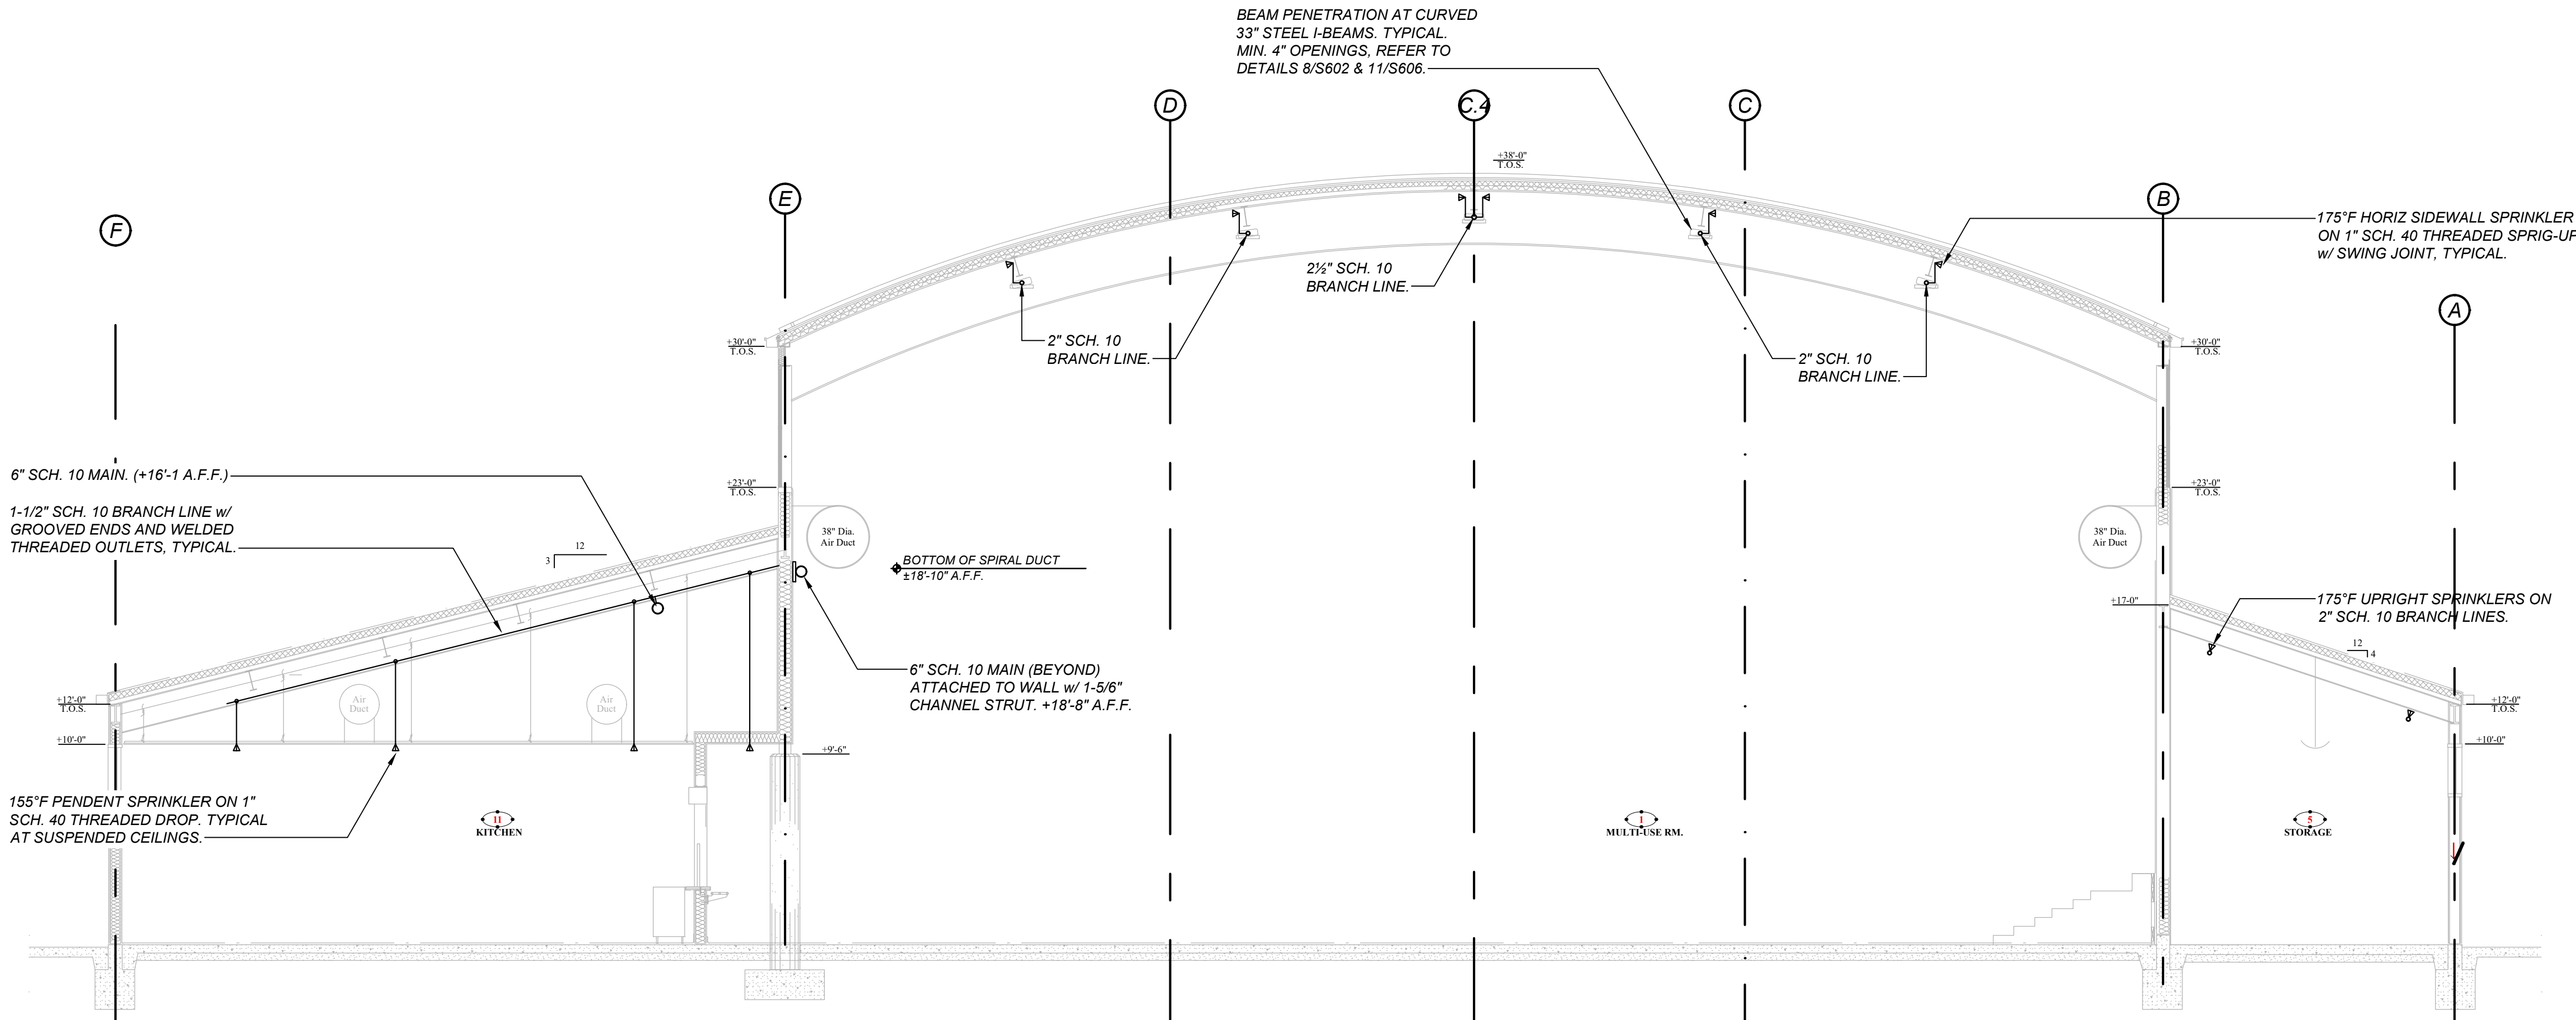 BEAM PENETRATION AT CURVED
33" STEEL I-BEAMS. TYPICAL.
MIN. 4" OPENINGS, REFER TO
DETAILS 8/S602 & 11/S606.
D
C.4
C
E
B
F
A
+38'-0"
T.O.S.
175°F HORIZ SIDEWALL SPRINKLER
ON 1" SCH. 40 THREADED SPRIG-UP
w/ SWING JOINT, TYPICAL.
2½" SCH. 10
BRANCH LINE.
2" SCH. 10
BRANCH LINE.
2" SCH. 10
BRANCH LINE.
+30'-0"
T.O.S.
+30'-0"
T.O.S.
6" SCH. 10 MAIN. (+16'-1 A.F.F.)
+23'-0"
T.O.S.
+23'-0"
T.O.S.
1-1/2" SCH. 10 BRANCH LINE w/
GROOVED ENDS AND WELDED
THREADED OUTLETS, TYPICAL.
12
3
38" Dia.
Air Duct
38" Dia.
Air Duct
BOTTOM OF SPIRAL DUCT
±18'-10" A.F.F.
+17'-0"
175°F UPRIGHT SPRINKLERS ON
2" SCH. 10 BRANCH LINES.
12
4
6" SCH. 10 MAIN (BEYOND)
ATTACHED TO WALL w/ 1-5/6"
CHANNEL STRUT. +18'-8" A.F.F.
+12'-0"
T.O.S.
Air
Duct
Air
Duct
+12'-0"
T.O.S.
+10'-0"
+9'-6"
+10'-0"
155°F PENDENT SPRINKLER ON 1"
SCH. 40 THREADED DROP. TYPICAL
AT SUSPENDED CEILINGS.
11
KITCHEN
1
MULTI-USE RM.
5
STORAGE